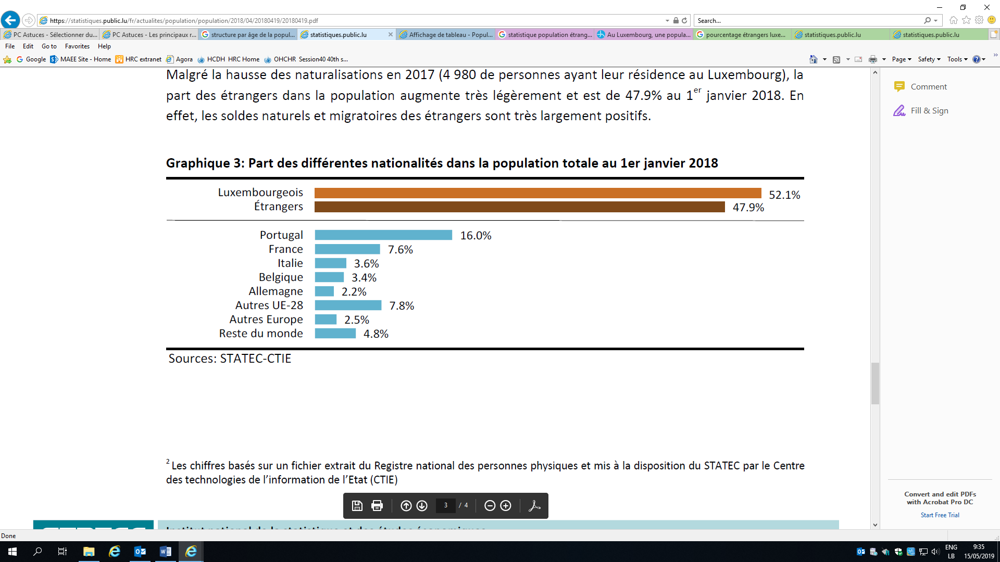 https://statistiques.public.lu/fr/actualites/population/population/2018/04/20180419/20180419.pdf
Search...
PC Astuces - Sélectionner du...
PC Astuces - Les principaux r...
structure par âge de la popul...
statistiques.public.lu
Affichage de tableau - Popul...
statistique population étrang...
Au Luxembourg, une popula...
pourcentage étrangers luxe...
statistiques.public.lu
statistiques.public.lu
File Edit Go to Favorites Help
Google MAEE Site - Home HRC extranet Agora HCDH HRC Home OHCHR Session40 40th s...
Page Safety Tools
Malgré la hausse des naturalisations en 2017 (4 980 de personnes ayant leur résidence au Luxembourg), la
part des étrangers dans la population augmente très légèrement et est de 47.9% au 1er janvier 2018. En
effet, les soldes naturels et migratoires des étrangers sont très largement positifs.
Comment
Fill & Sign
Graphique 3: Part des différentes nationalités dans la population totale au 1er janvier 2018
Luxembourgeois 52.1%
Étrangers 47.9%
Portugal 16.0%
France 7.6%
Italie 3.6%
Belgique 3.4%
Allemagne 2.2%
Autres UE-28 7.8%
Autres Europe 2.5%
Reste du monde 4.8%
Sources: STATEC-CTIE
2 Les chiffres basés sur un fichier extrait du Registre national des personnes physiques et mis à la disposition du STATEC par le Centre
des technologies de l'information de l'Etat (CTIE)
3 / 4
Convert and edit PDFs
with Acrobat Pro DC
Start Free Trial
Institut national de la statistique et des études économiques
Done
ENG
LB
9:35
15/05/2019